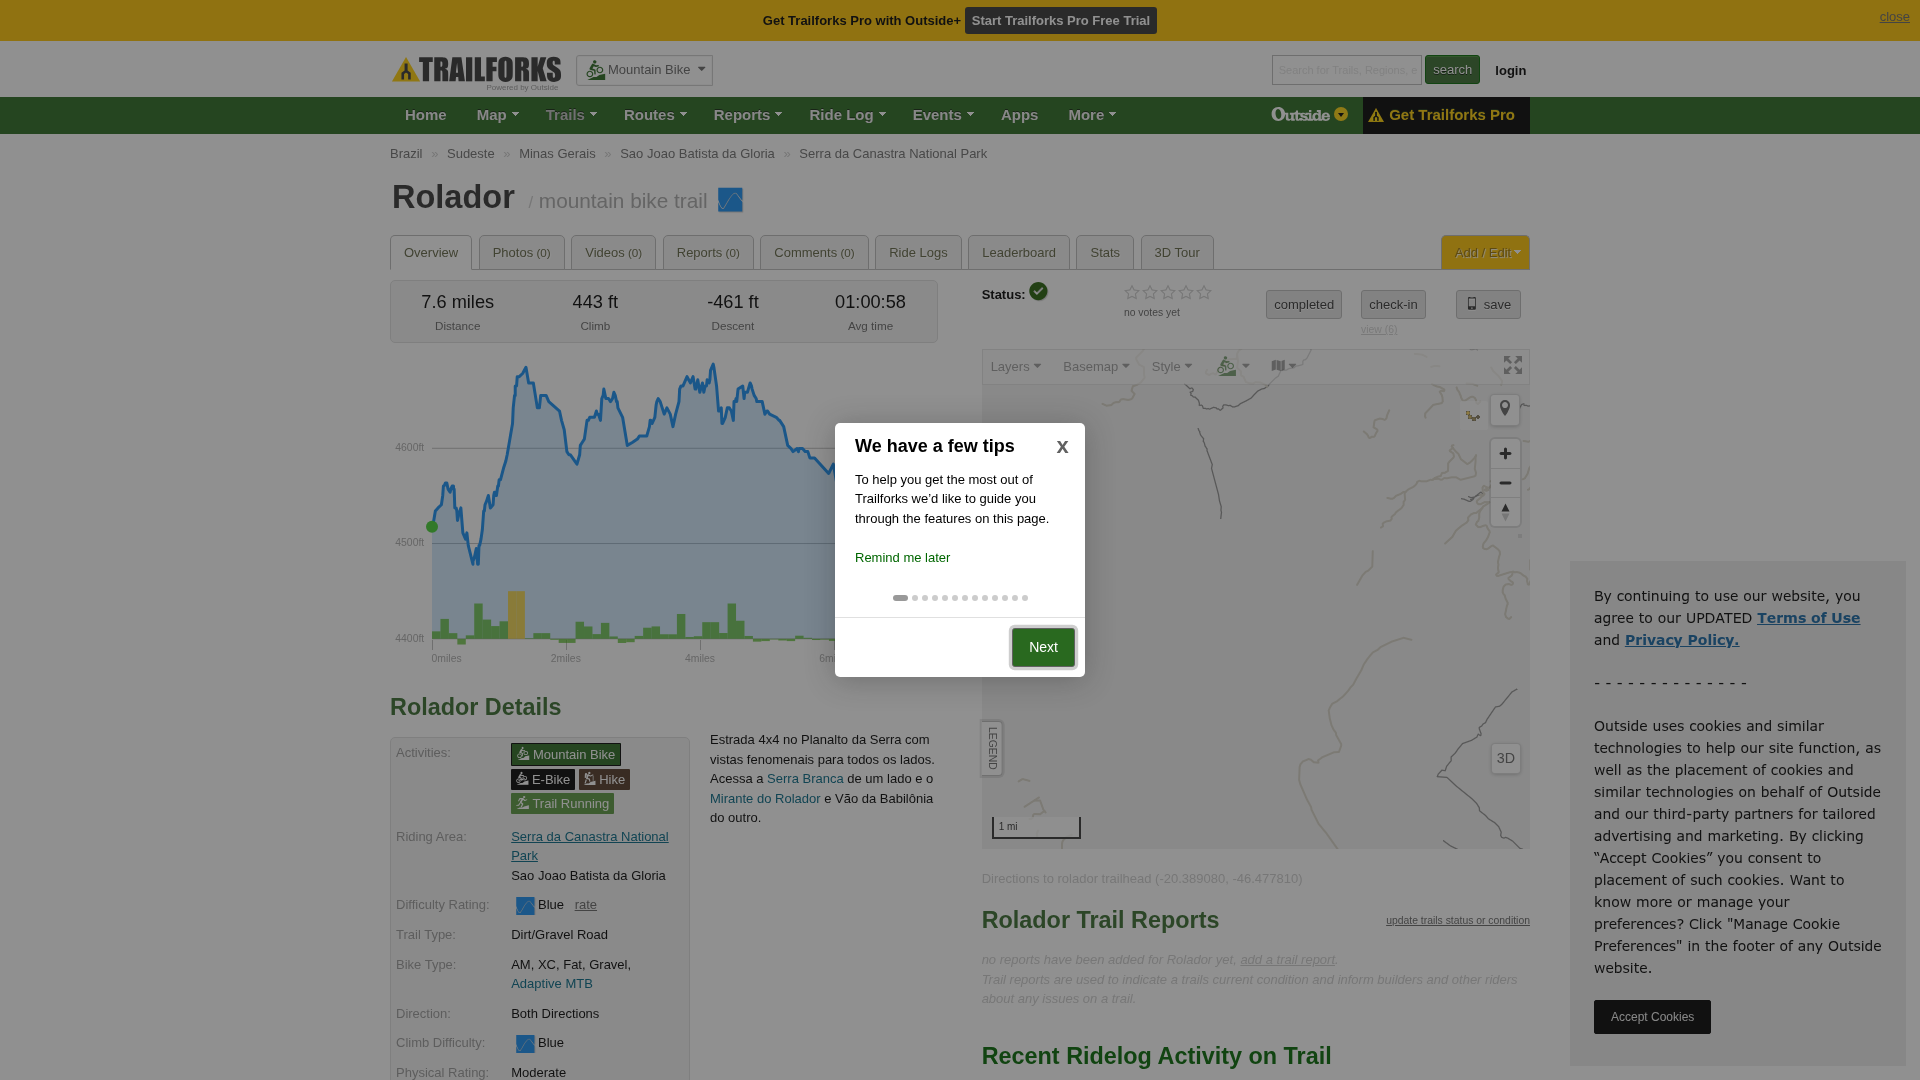 Get Trailforks Pro with Outside+ Start Trailforks Pro Free Trial
close
TRAILFORKS
Powered by Outside
Mountain Bike
Search for Trails, Regions, e
search
login
Home Map Trails Routes Reports Ride Log Events Apps More
Outside
Get Trailforks Pro
Brazil » Sudeste » Minas Gerais » Sao Joao Batista da Gloria » Serra da Canastra National Park
Rolador / mountain bike trail
Overview Photos (0) Videos (0) Reports (0) Comments (0) Ride Logs Leaderboard Stats 3D Tour
Add / Edit
7.6 miles 443 ft -461 ft 01:00:58
Distance Climb Descent Avg time
Status:
no votes yet
completed check-in save
view (6)
Layers Basemap Style
4600ft
4500ft
4400ft
0miles 2miles 4miles 6mi
We have a few tips
x
To help you get the most out of
Trailforks we'd like to guide you
through the features on this page.
Remind me later
Next
LEGEND
3D
1 mi
Rolador Details
Activities: Mountain Bike
E-Bike Hike
Trail Running
Riding Area: Serra da Canastra National
Park
Sao Joao Batista da Gloria
Difficulty Rating: Blue rate
Trail Type: Dirt/Gravel Road
Bike Type: AM, XC, Fat, Gravel,
Adaptive MTB
Direction: Both Directions
Climb Difficulty: Blue
Physical Rating: Moderate
Estrada 4x4 no Planalto da Serra com
vistas fenomenais para todos os lados.
Acessa a Serra Branca de um lado e o
Mirante do Rolador e Vão da Babilônia
do outro.
Directions to rolador trailhead (-20.389080, -46.477810)
Rolador Trail Reports
update trails status or condition
no reports have been added for Rolador yet, add a trail report.
Trail reports are used to indicate a trails current condition and inform builders and other riders
about any issues on a trail.
Recent Ridelog Activity on Trail
By continuing to use our website, you
agree to our UPDATED Terms of Use
and Privacy Policy.
- - - - - - - - - - - - - -
Outside uses cookies and similar
technologies to help our site function, as
well as the placement of cookies and
similar technologies on behalf of Outside
and our third-party partners for tailored
advertising and marketing. By clicking
“Accept Cookies” you consent to
placement of such cookies. Want to
know more or manage your
preferences? Click "Manage Cookie
Preferences" in the footer of any Outside
website.
Accept Cookies